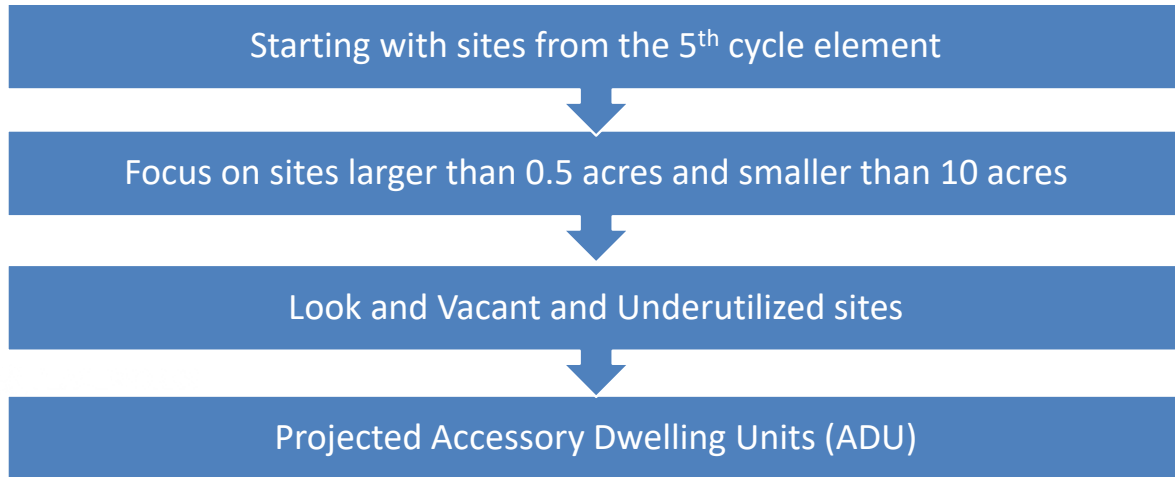 Starting with sites from the 5th cycle element
Focus on sites larger than 0.5 acres and smaller than 10 acres
Look and Vacant and Underutilized sites
Projected Accessory Dwelling Units (ADU)